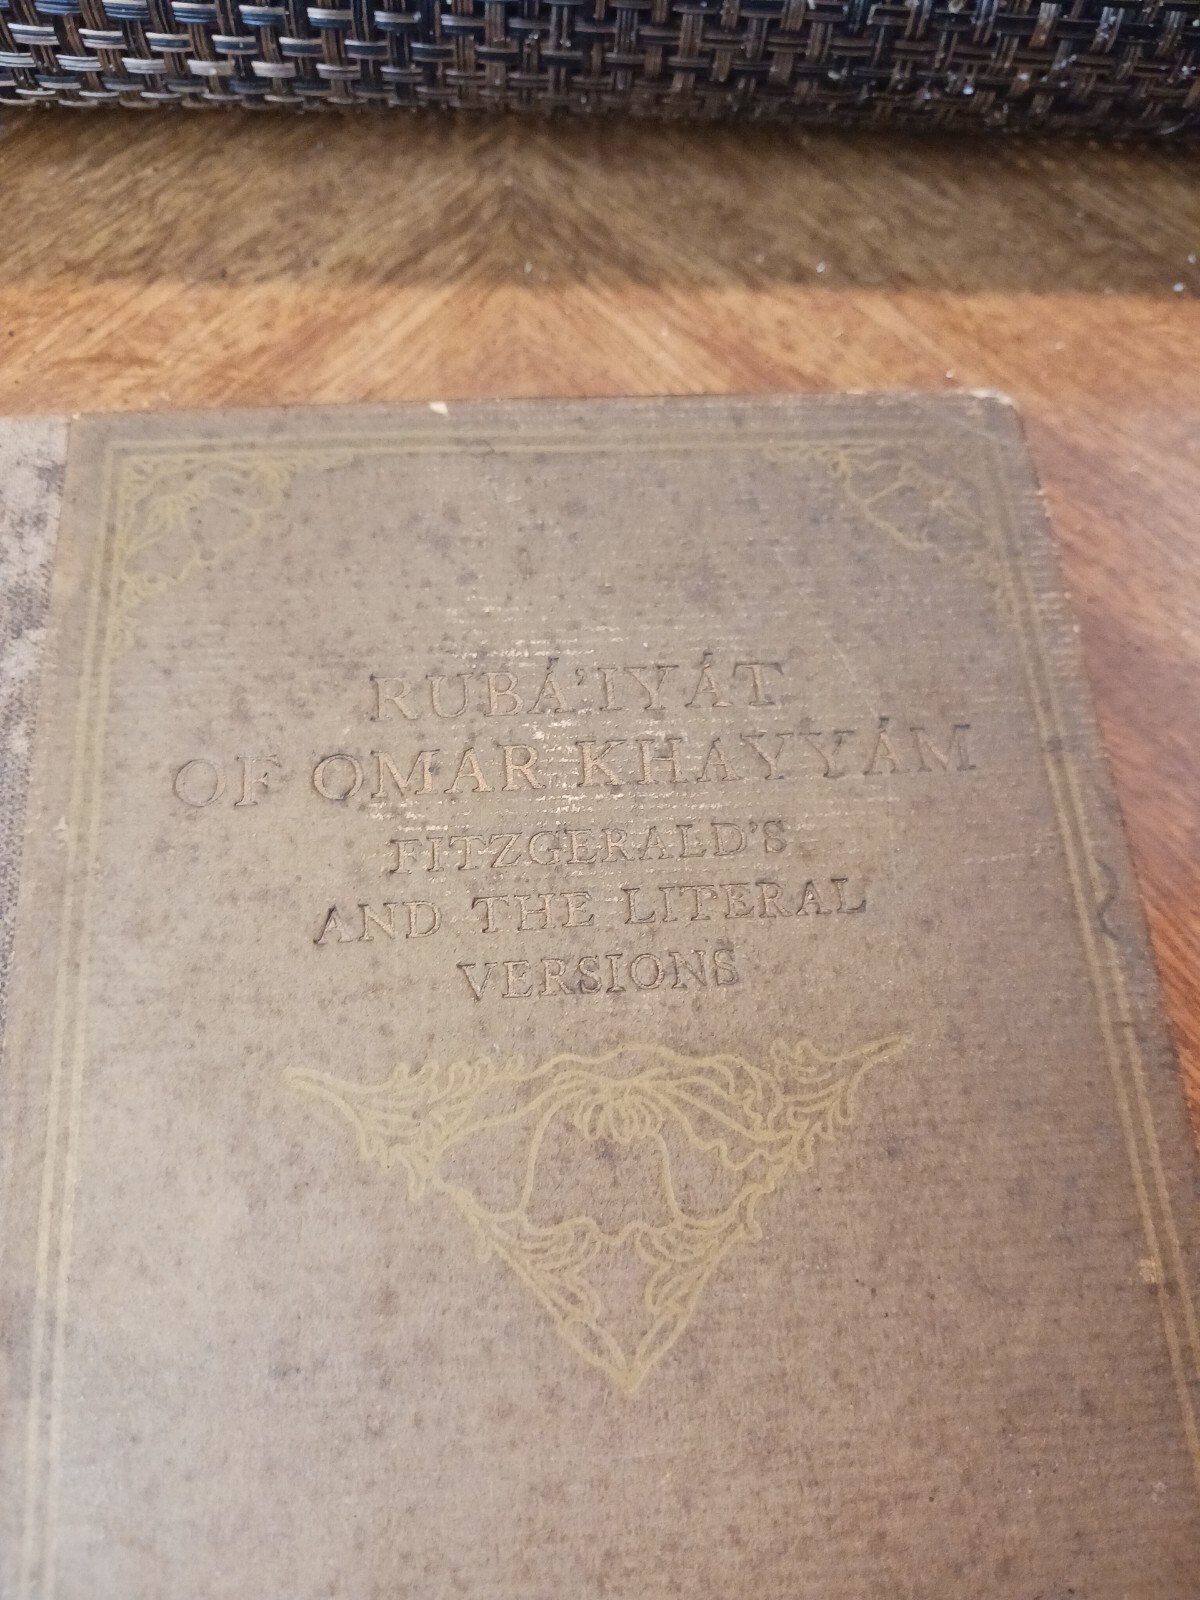 RUBÁ'IYÁT
OF OMAR KHAYYÁM
FITZGERALD'S
AND THE LITERAL
VERSIONS